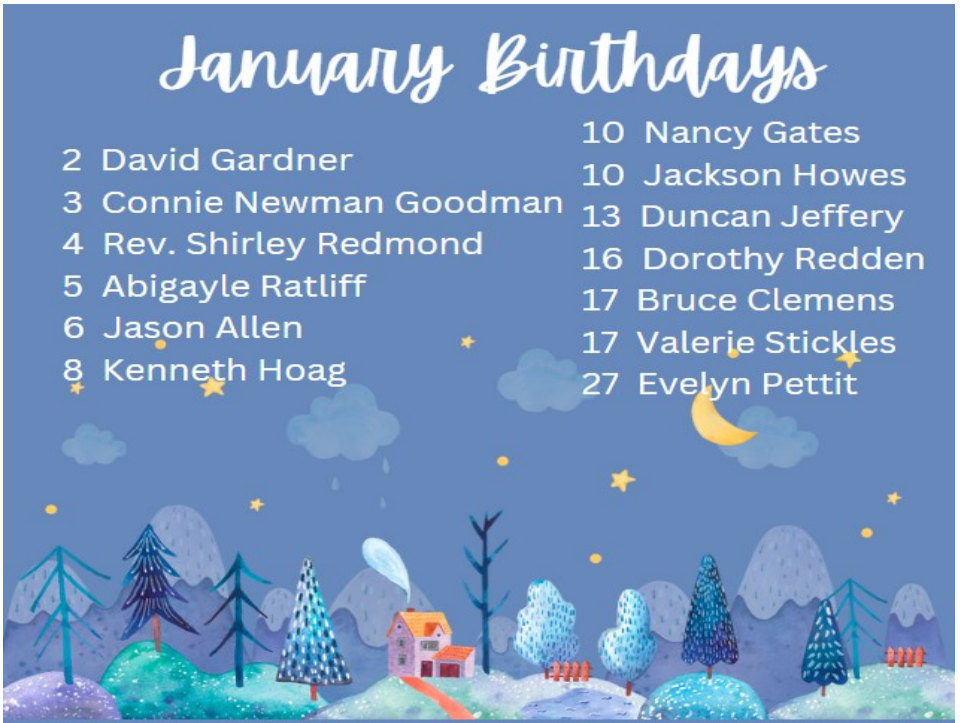 January Birthdays
2 David Gardner
3 Connie Newman Goodman
4 Rev. Shirley Redmond
5 Abigayle Ratliff
6 Jason Allen
8 Kenneth Hoag
10 Nancy Gates
10 Jackson Howes
13 Duncan Jeffery
16 Dorothy Redden
17 Bruce Clemens
17 Valerie Stickles
27 Evelyn Pettit